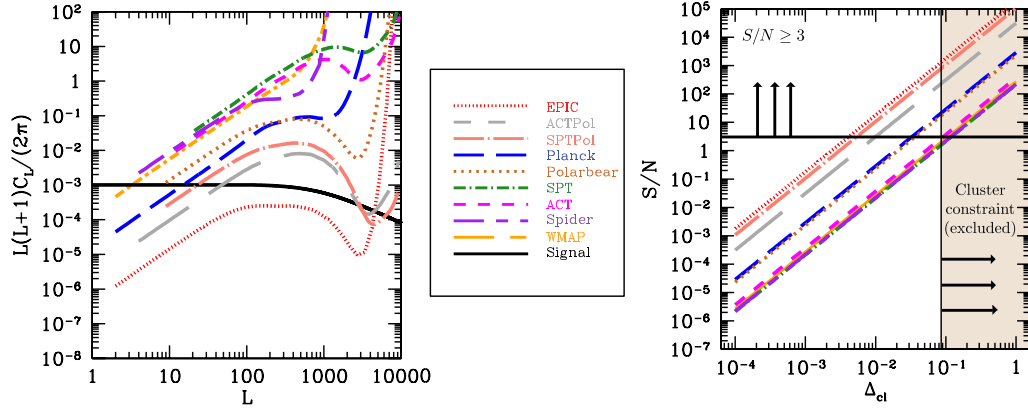 10²
10
1
10⁻¹
10⁻²
10⁻³
10⁻⁴
10⁻⁵
10⁻⁶
10⁻⁷
10⁻⁸
L(L+1)C_L/(2π)
1 10 100 1000 10000
L
EPIC
ACTPol
SPTPol
Planck
Polarbear
SPT
ACT
Spider
WMAP
Signal
10⁵
10⁴
10³
10²
10
1
10⁻¹
10⁻²
10⁻³
10⁻⁴
10⁻⁵
10⁻⁶
10⁻⁷
S/N
S/N ≥ 3
Cluster
constraint
(excluded)
10⁻⁴ 10⁻³ 10⁻² 10⁻¹ 1
Δ_cl